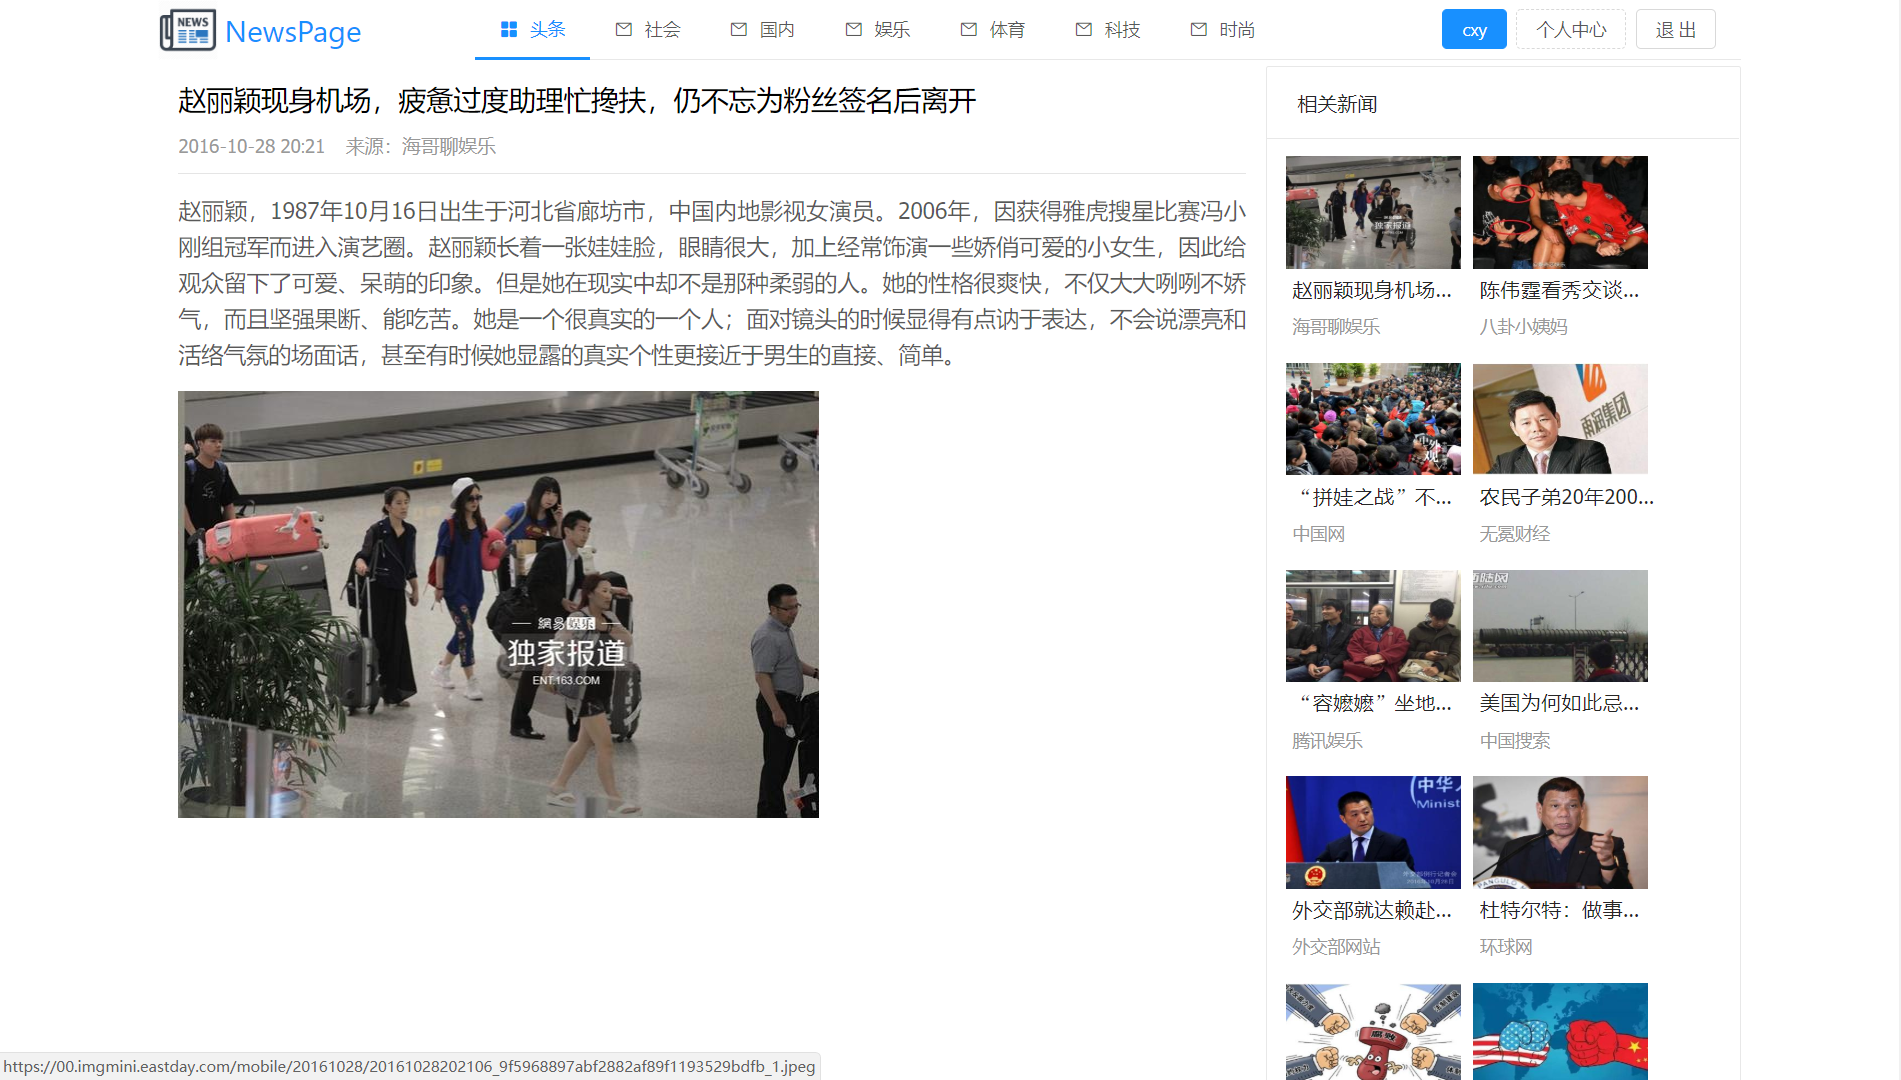 NEWS
NewsPage
头条
社会
国内
娱乐
体育
科技
时尚
cxy
个人中心
退 出
赵丽颖现身机场，疲惫过度助理忙搀扶，仍不忘为粉丝签名后离开
2016-10-28 20:21 来源：海哥聊娱乐
赵丽颖，1987年10月16日出生于河北省廊坊市，中国内地影视女演员。2006年，因获得雅虎搜星比赛冯小
刚组冠军而进入演艺圈。赵丽颖长着一张娃娃脸，眼睛很大，加上经常饰演一些娇俏可爱的小女生，因此给
观众留下了可爱、呆萌的印象。但是她在现实中却不是那种柔弱的人。她的性格很爽快，不仅大大咧咧不娇
气，而且坚强果断、能吃苦。她是一个很真实的一个人；面对镜头的时候显得有点讷于表达，不会说漂亮和
活络气氛的场面话，甚至有时候她显露的真实个性更接近于男生的直接、简单。
網易娱乐
独家报道
ENT.163.COM
相关新闻
独家报道
赵丽颖现身机场...
陈伟霆看秀交谈...
海哥聊娱乐
八卦小姨妈
雨润集团
“拼娃之战”不...
农民子弟20年200...
中国网
无冕财经
西陆网
“容嬷嬷”坐地...
美国为何如此忌...
腾讯娱乐
中国搜索
中华人
Minist
外交部就达赖赴...
杜特尔特：做事...
外交部网站
环球网
腐败
https://00.imgmini.eastday.com/mobile/20161028/20161028202106_9f5968897abf2882af89f1193529bdfb_1.jpeg